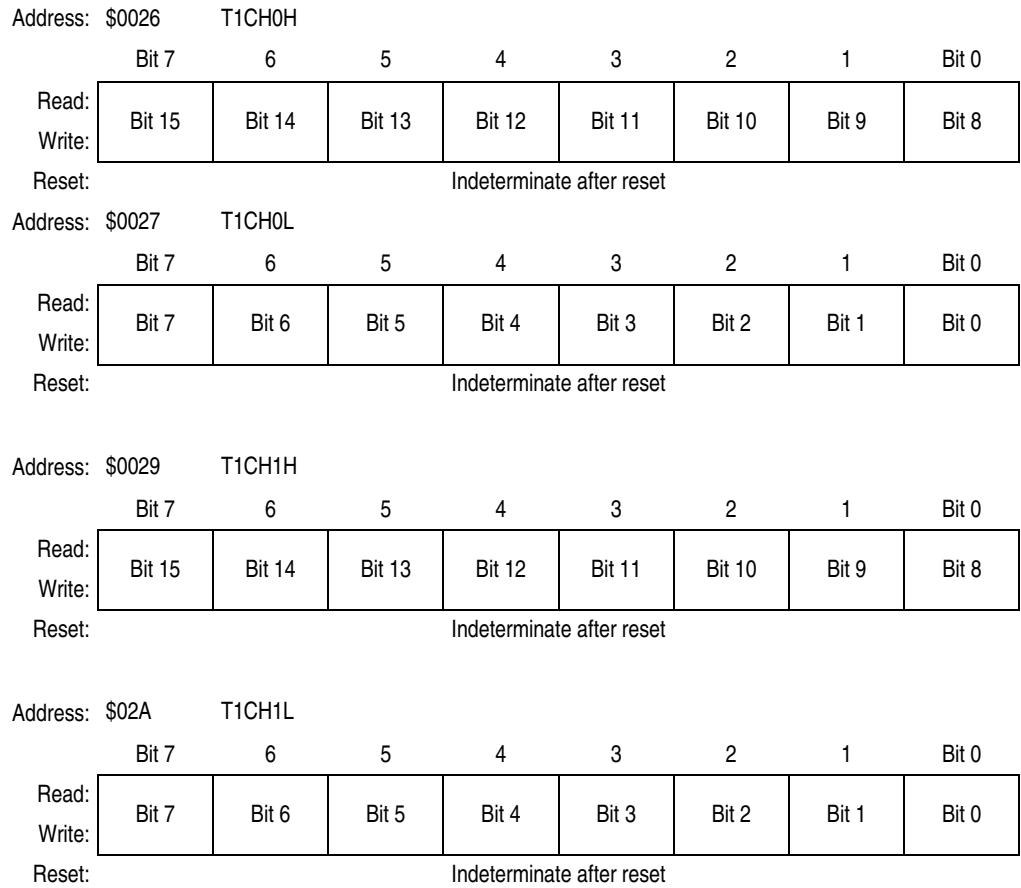 Address: $0026 T1CH0H
Bit 7 6 5 4 3 2 1 Bit 0
Read:
Bit 15 Bit 14 Bit 13 Bit 12 Bit 11 Bit 10 Bit 9 Bit 8
Write:
Reset: Indeterminate after reset
Address: $0027 T1CH0L
Bit 7 6 5 4 3 2 1 Bit 0
Read:
Bit 7 Bit 6 Bit 5 Bit 4 Bit 3 Bit 2 Bit 1 Bit 0
Write:
Reset: Indeterminate after reset
Address: $0029 T1CH1H
Bit 7 6 5 4 3 2 1 Bit 0
Read:
Bit 15 Bit 14 Bit 13 Bit 12 Bit 11 Bit 10 Bit 9 Bit 8
Write:
Reset: Indeterminate after reset
Address: $02A T1CH1L
Bit 7 6 5 4 3 2 1 Bit 0
Read:
Bit 7 Bit 6 Bit 5 Bit 4 Bit 3 Bit 2 Bit 1 Bit 0
Write:
Reset: Indeterminate after reset